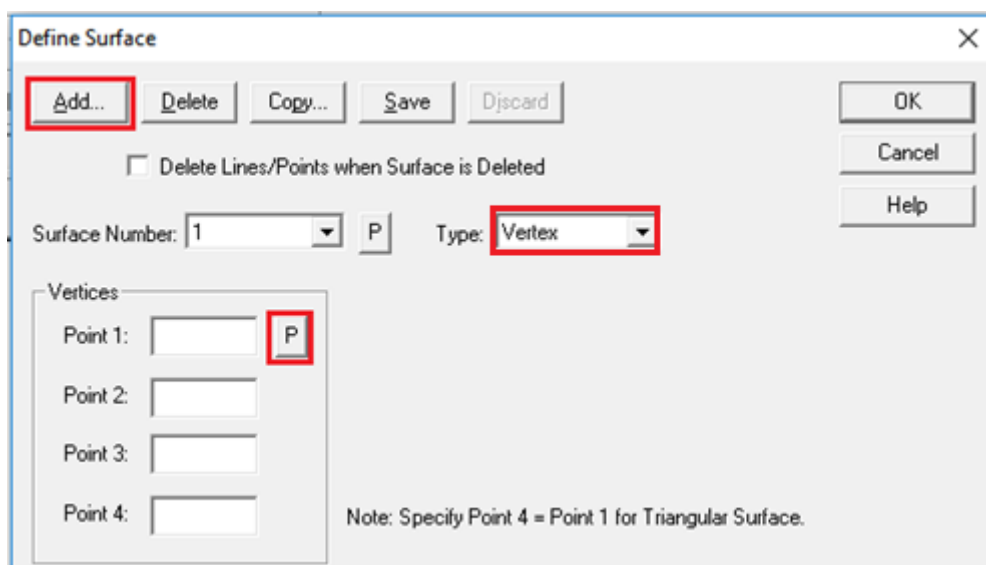 Define Surface
Add... Delete Copy... Save Discard OK
Delete Lines/Points when Surface is Deleted Cancel
Surface Number: 1 P Type: Vertex Help
Vertices
Point 1: P
Point 2:
Point 3:
Point 4: Note: Specify Point 4 = Point 1 for Triangular Surface.